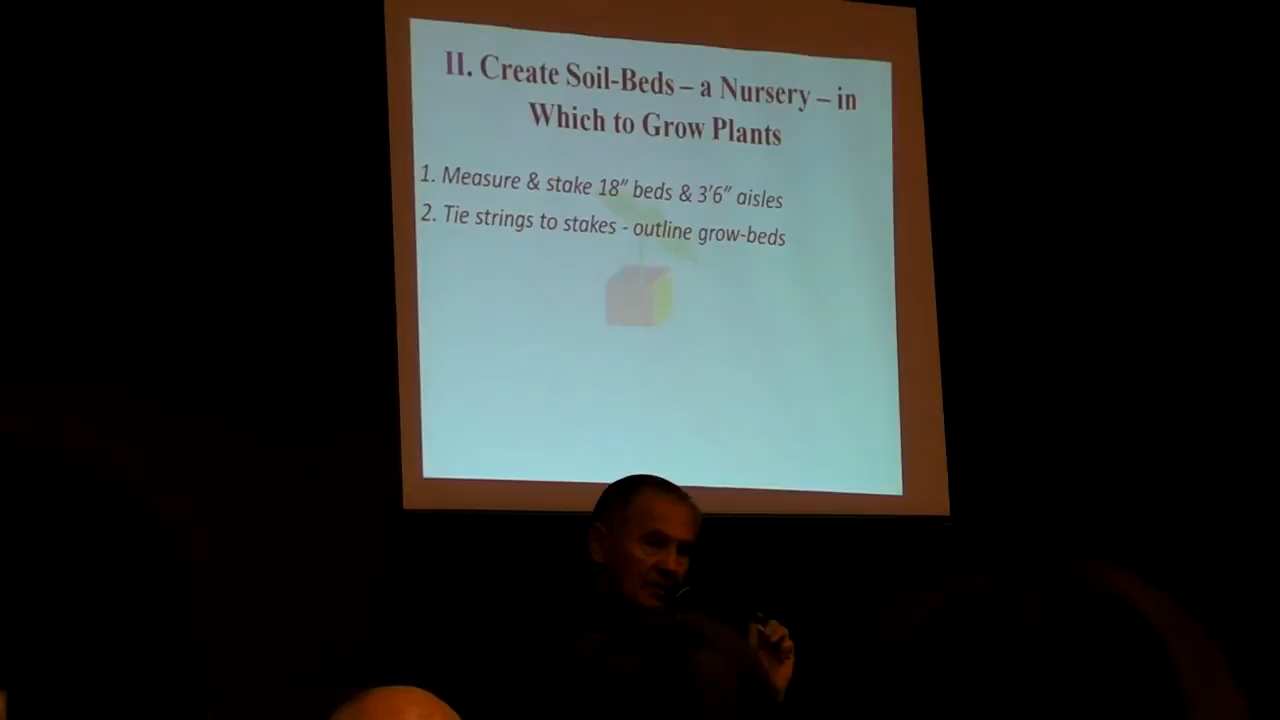 II. Create Soil-Beds – a Nursery – in
Which to Grow Plants
1. Measure & stake 18” beds & 3’6” aisles
2. Tie strings to stakes - outline grow-beds